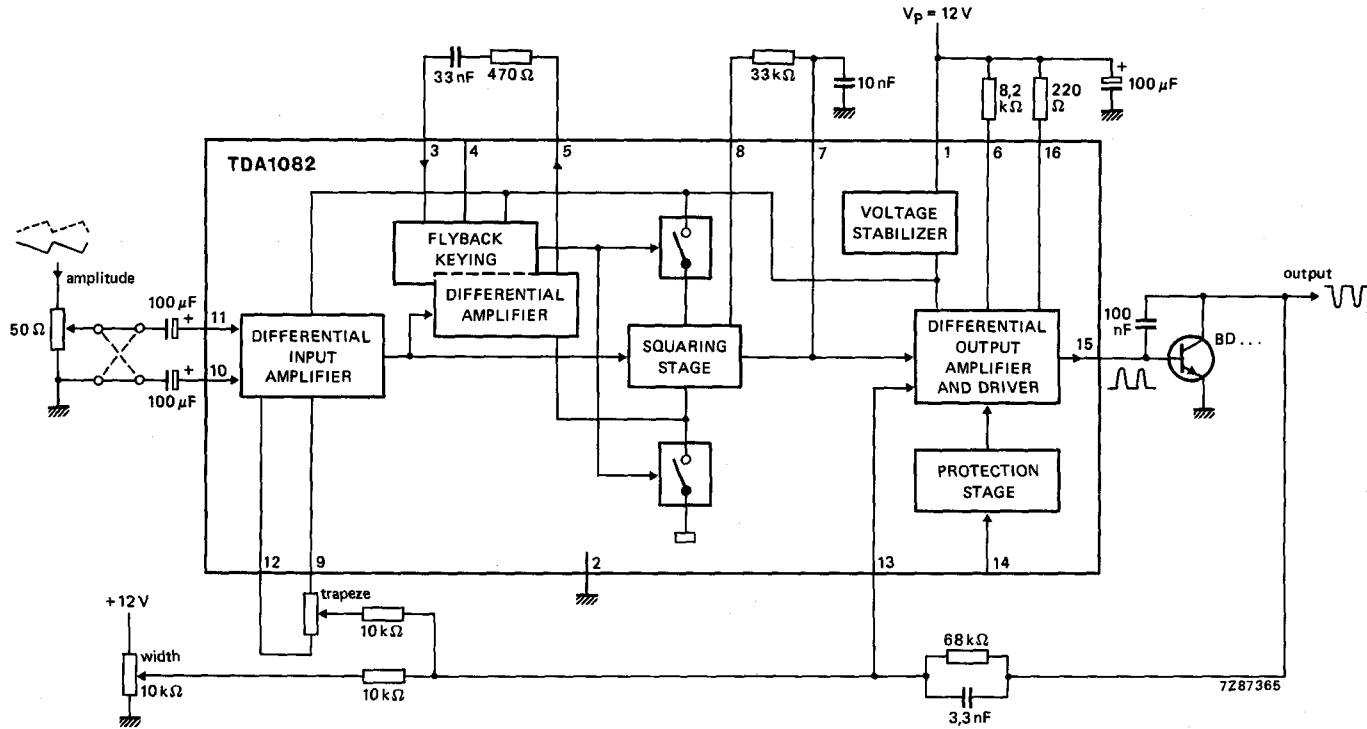 Vp = 12 V
33 nF
470 Ω
33 kΩ
10 nF
8,2 kΩ
220 Ω
+
100 µF
3
4
5
8
7
1
6
16
TDA1082
VOLTAGE
STABILIZER
FLYBACK
KEYING
DIFFERENTIAL
AMPLIFIER
amplitude
50 Ω
100 µF
+
11
10
+
100 µF
DIFFERENTIAL
INPUT
AMPLIFIER
SQUARING
STAGE
DIFFERENTIAL
OUTPUT
AMPLIFIER
AND DRIVER
15
100
nF
BD...
output
PROTECTION
STAGE
12
9
2
13
14
trapeze
10 kΩ
+12 V
width
10 kΩ
10 kΩ
68 kΩ
3,3 nF
7Z87365